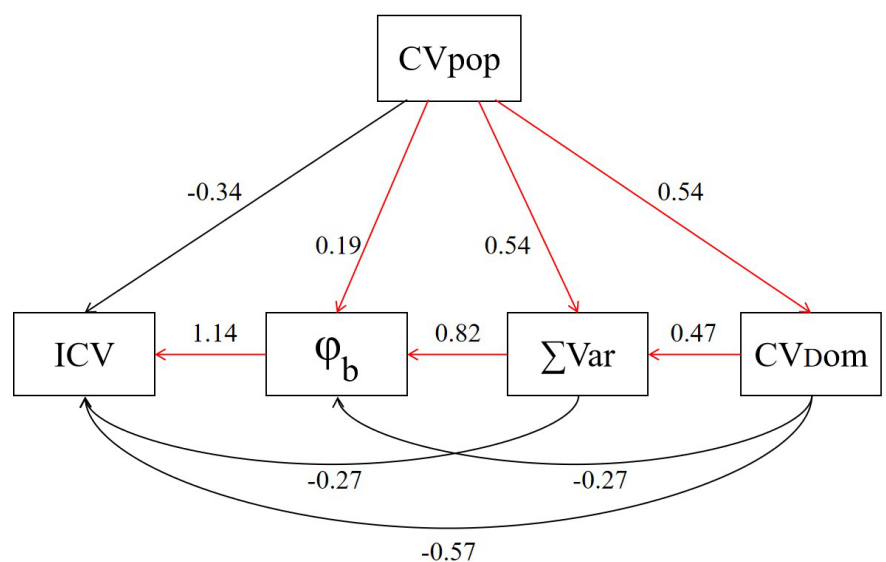 CVpop
-0.34
0.54
0.19
0.54
1.14
0.82
0.47
ICV
φb
∑Var
CVDom
-0.27
-0.27
-0.57